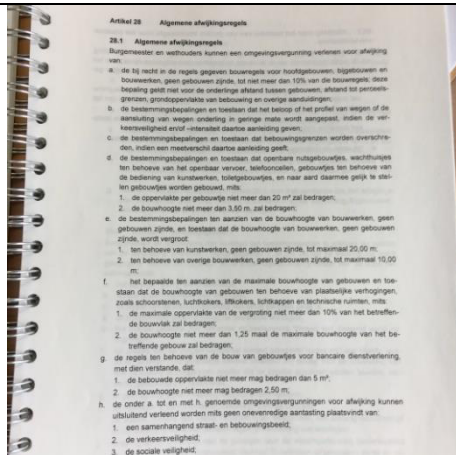 Artikel 28 Algemene afwijkingsregels
28.1 Algemene afwijkingsregels
Burgemeester en wethouders kunnen een omgevingsvergunning verlenen voor afwijking
van:
a. de bij recht in de regels gegeven bouwregels voor hoofdgebouwen, bijgebouwen en
bouwwerken, geen gebouwen zijnde, tot niet meer dan 10% van die bouwregels; deze
bepaling geldt niet voor de onderlinge afstand tussen gebouwen, afstand tot perceels-
grenzen, grondoppervlakte van bebouwing en overige aanduidingen;
b. de bestemmingsbepalingen en toestaan dat het beloop of het profiel van wegen of de
aansluiting van wegen onderling in geringe mate wordt aangepast, indien de ver-
keersveiligheid en/of -intensiteit daartoe aanleiding geven;
c. de bestemmingsbepalingen en toestaan dat bebouwingsgrenzen worden overschre-
den, indien een meetverschil daartoe aanleiding geeft;
d. de bestemmingsbepalingen en toestaan dat openbare nutsgebouwtjes, wachthuisjes
ten behoeve van het openbaar vervoer, telefooncellen, gebouwtjes ten behoeve van
de bediening van kunstwerken, toiletgebouwtjes, en naar aard daarmee gelijk te stel-
len gebouwtjes worden gebouwd, mits:
1. de oppervlakte per gebouwtje niet meer dan 20 m² zal bedragen;
2. de bouwhoogte niet meer dan 3,50 m. zal bedragen;
e. de bestemmingsbepalingen ten aanzien van de bouwhoogte van bouwwerken, geen
gebouwen zijnde, en toestaan dat de bouwhoogte van bouwwerken, geen gebouwen
zijnde, wordt vergroot:
1. ten behoeve van kunstwerken, geen gebouwen zijnde, tot maximaal 20,00 m;
2. ten behoeve van overige bouwwerken, geen gebouwen zijnde, tot maximaal 10,00
m;
f. het bepaalde ten aanzien van de maximale bouwhoogte van gebouwen en toe-
staan dat de bouwhoogte van gebouwen ten behoeve van plaatselijke verhogingen,
zoals schoorstenen, luchtkokers, liftkokers, lichtkappen en technische ruimten, mits:
1. de maximale oppervlakte van de vergroting niet meer dan 10% van het betreffen-
de bouwvlak zal bedragen;
2. de bouwhoogte niet meer dan 1,25 maal de maximale bouwhoogte van het be-
treffende gebouw zal bedragen;
g. de regels ten behoeve van de bouw van gebouwtjes voor bancaire dienstverlening,
met dien verstande, dat:
1. de bebouwde oppervlakte niet meer mag bedragen dan 5 m²;
2. de bouwhoogte niet meer mag bedragen 2,50 m;
h. de onder a. tot en met h. genoemde omgevingsvergunningen voor afwijking kunnen
uitsluitend verleend worden mits geen onevenredige aantasting plaatsvindt van:
1. een samenhangend straat- en bebouwingsbeeld;
2. de verkeersveiligheid;
3. de sociale veiligheid;